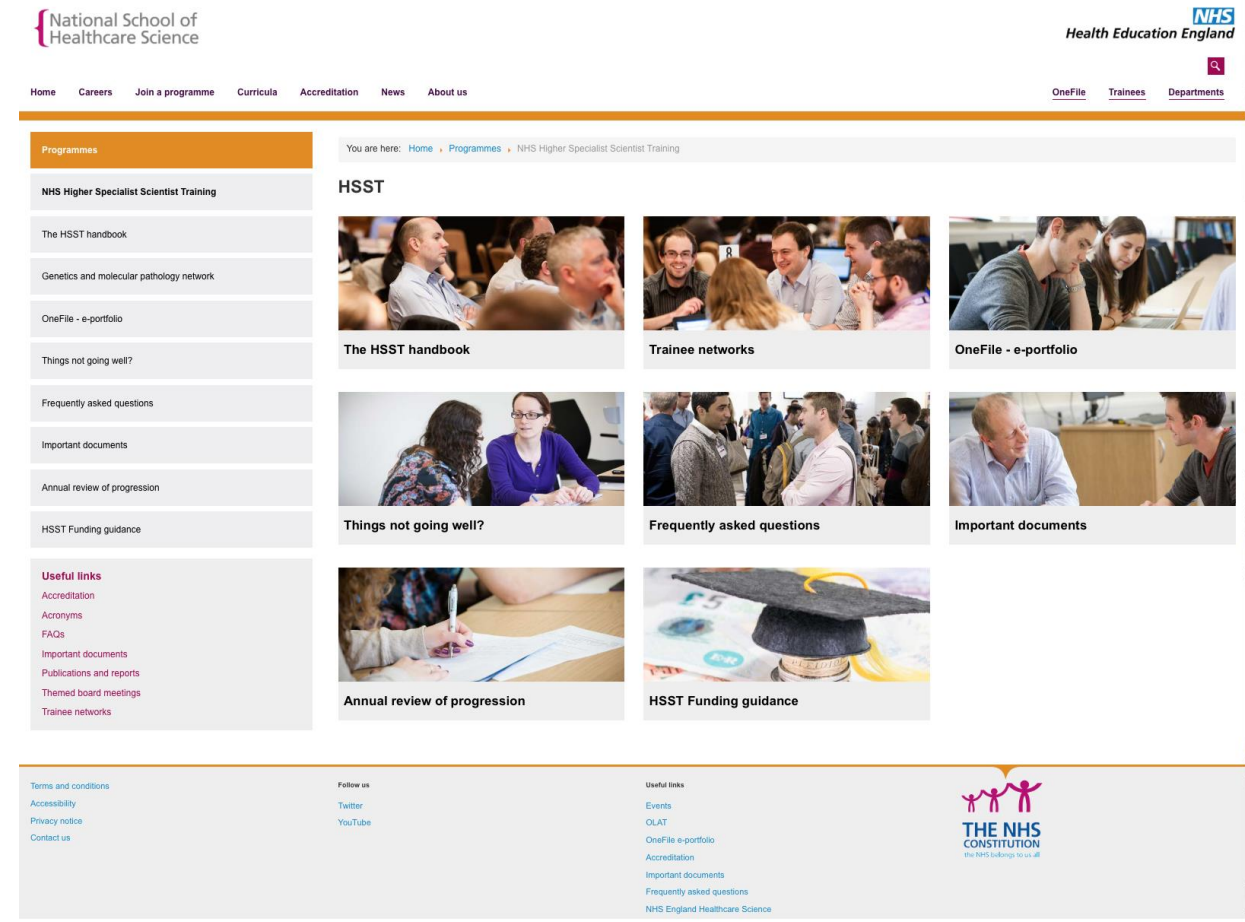 National School of
Healthcare Science
NHS
Health Education England
Home Careers Join a programme Curricula Accreditation News About us
OneFile Trainees Departments
Programmes
NHS Higher Specialist Scientist Training
The HSST handbook
Genetics and molecular pathology network
OneFile - e-portfolio
Things not going well?
Frequently asked questions
Important documents
Annual review of progression
HSST Funding guidance
Useful links
Accreditation
Acronyms
FAQs
Important documents
Publications and reports
Themed board meetings
Trainee networks
You are here: Home Programmes NHS Higher Specialist Scientist Training
HSST
8
The HSST handbook
Trainee networks
OneFile - e-portfolio
Things not going well?
Frequently asked questions
Important documents
£5
E&R
Annual review of progression
HSST Funding guidance
Terms and conditions
Accessibility
Privacy notice
Contact us
Follow us
Twitter
YouTube
Useful links
Events
OLAT
OneFile e-portfolio
Accreditation
Important documents
Frequently asked questions
NHS England Healthcare Science
THE NHS
CONSTITUTION
the NHS belongs to us all